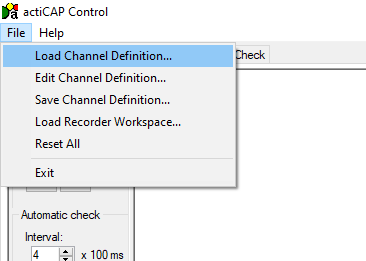 actiCAP Control
File Help
Load Channel Definition...
Check
Edit Channel Definition...
Save Channel Definition...
Load Recorder Workspace...
Reset All
Exit
Automatic check
Interval:
4 x 100 ms